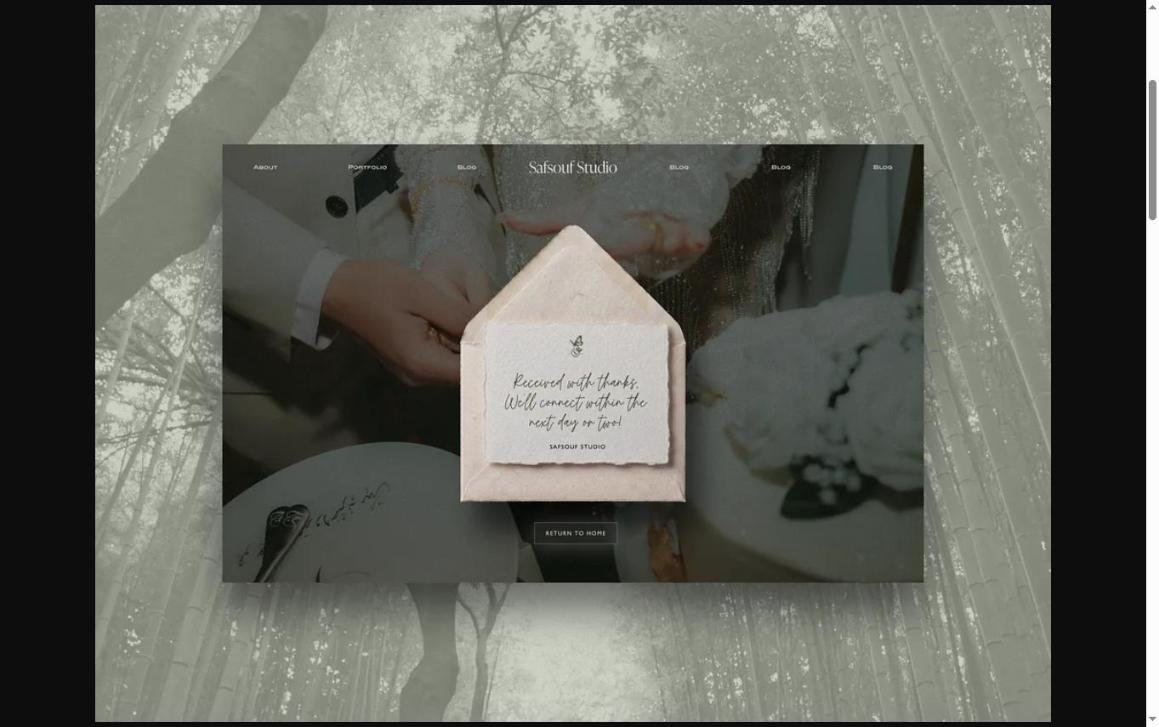 About Portfolio Blog Safsouf Studio Blog Blog Blog
Received with thanks.
We'll connect within the
next day or two!
SAFSOUF STUDIO
RETURN TO HOME